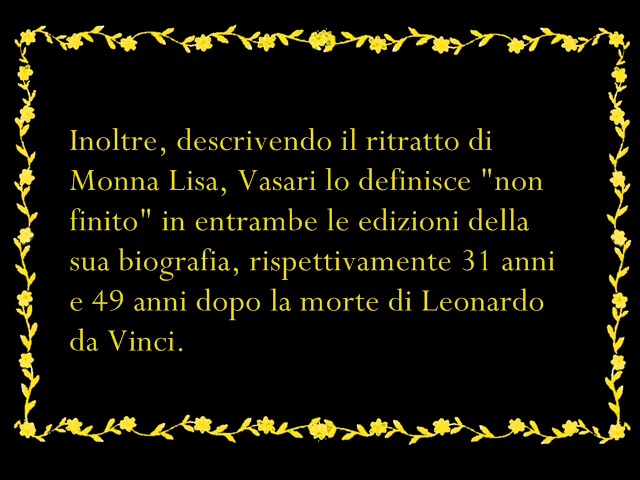 Inoltre, descrivendo il ritratto di
Monna Lisa, Vasari lo definisce "non
finito" in entrambe le edizioni della
sua biografia, rispettivamente 31 anni
e 49 anni dopo la morte di Leonardo
da Vinci.